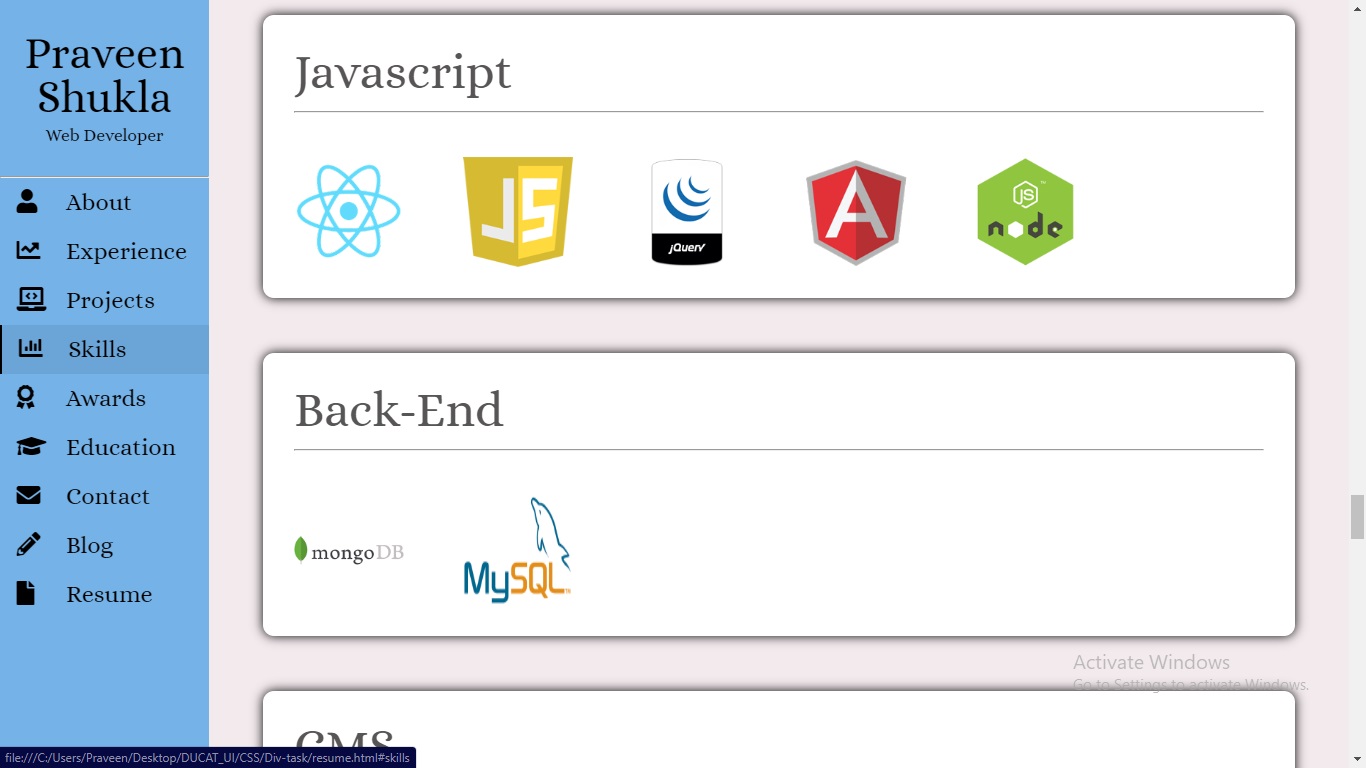 Praveen
Shukla
Web Developer
About
Experience
Projects
Skills
Awards
Education
Contact
Blog
Resume
Javascript
JS
jQuery
A
JS™
node
Back-End
mongoDB
MySQL™
Activate Windows
Go to Settings to activate Windows.
CMS
file:///C:/Users/Praveen/Desktop/DUCAT_UI/CSS/Div-task/resume.html#skills